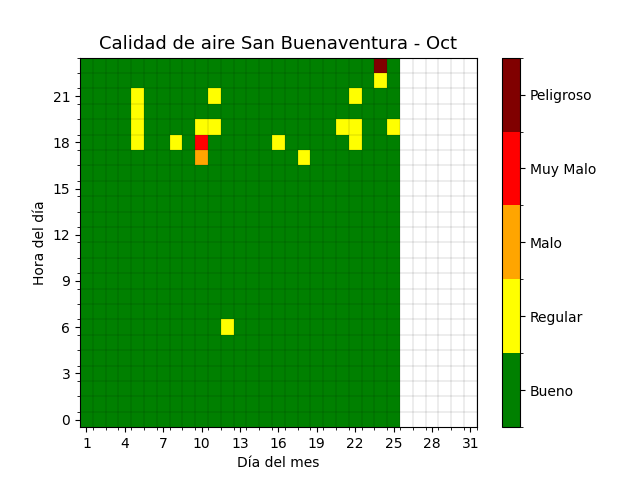 Calidad de aire San Buenaventura - Oct
Peligroso
21
Muy Malo
18
15
Malo
12
9
Regular
6
3
Bueno
0
Hora del día
1 4 7 10 13 16 19 22 25 28 31
Día del mes